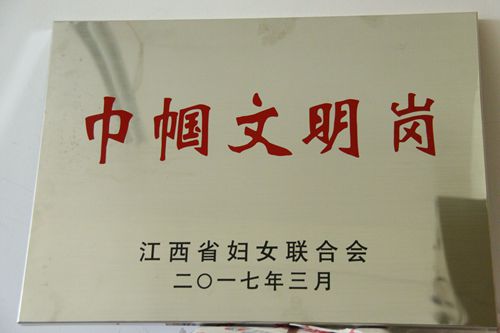 巾帼文明岗
江西省妇女联合会
二〇一七年三月